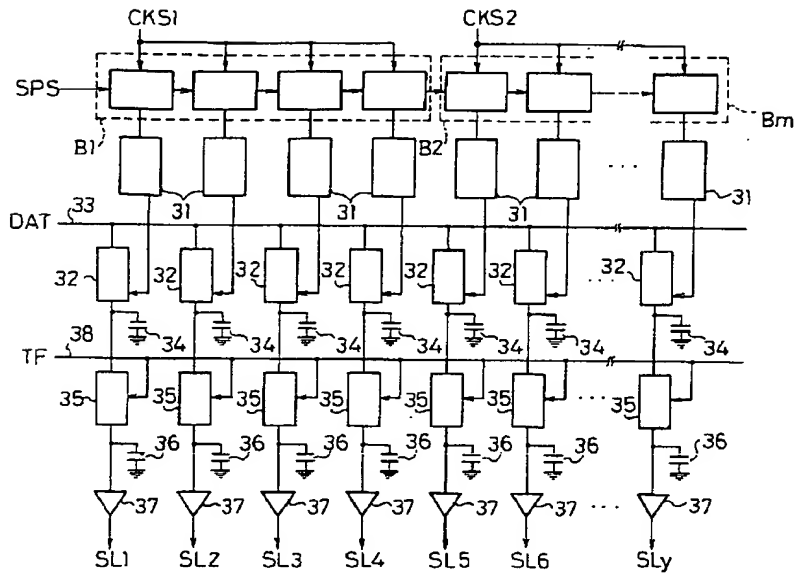 CKS1 CKS2
SPS
B1 B2 Bm
31 31 31 31
33
DAT
32 32 32 32 32 32 32
34 34 34 34 34 34 34
38
TF
35 35 35 35 35 35 35
36 36 36 36 36 36 36
37 37 37 37 37 37 37
SL1 SL2 SL3 SL4 SL5 SL6 SLy